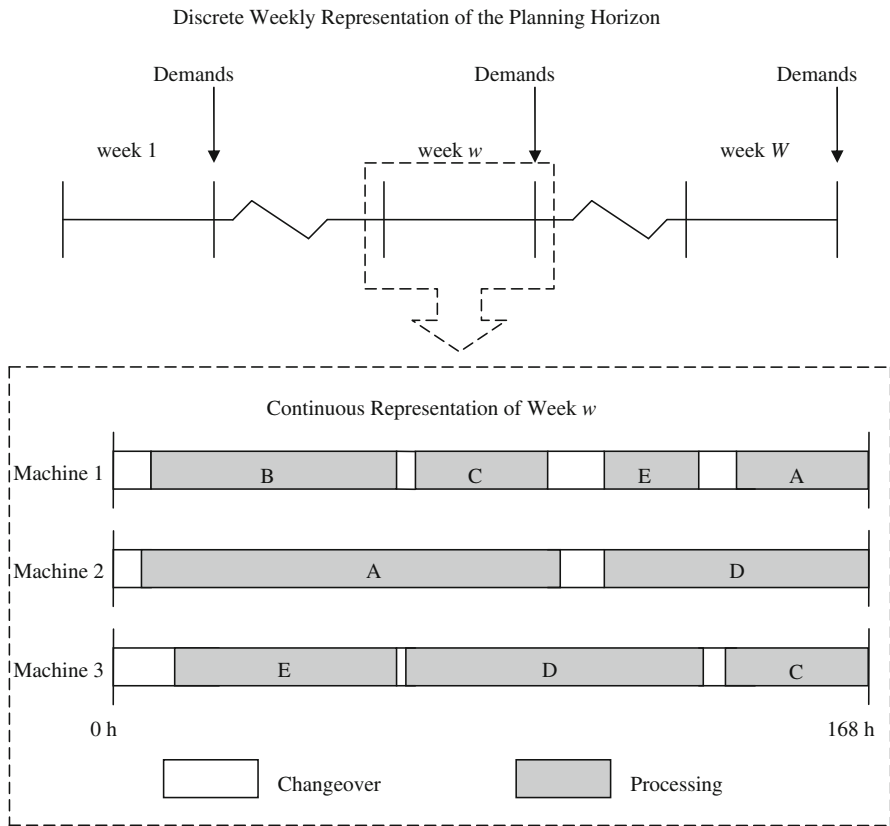 Discrete Weekly Representation of the Planning Horizon
Demands Demands Demands
week 1 week w week W
Continuous Representation of Week w
Machine 1 B C E A
Machine 2 A D
Machine 3 E D C
0 h 168 h
Changeover Processing